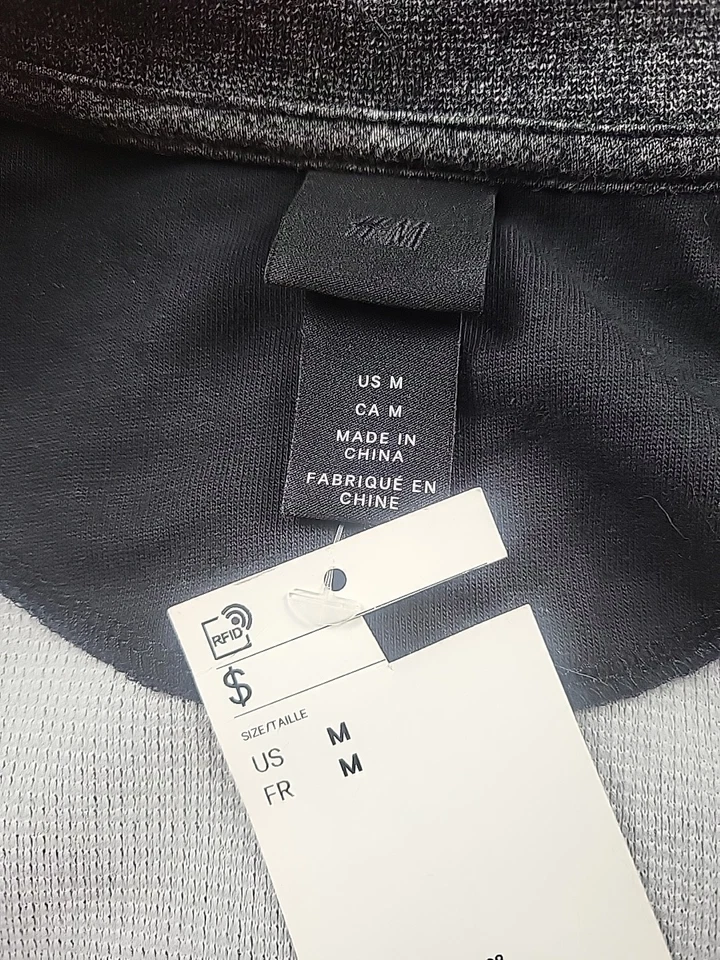 H&M
US M
CA M
MADE IN
CHINA
FABRIQUÉ EN
CHINE
RFID
$
SIZE/TAILLE
US M
FR M